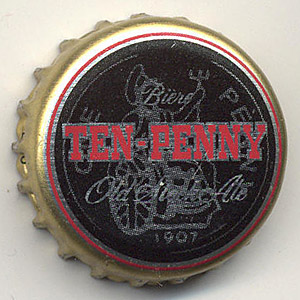 Bière
TEN-PENNY
Old Stock Ale
1907